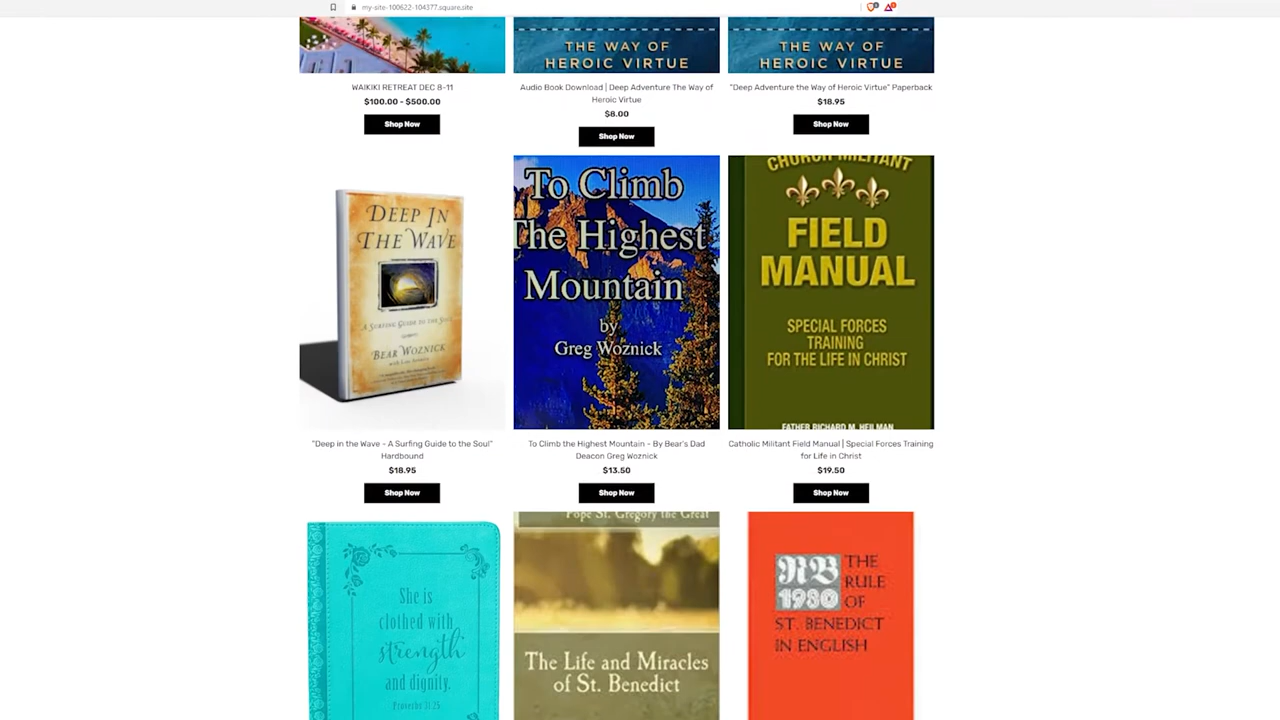 my-site-100622-104377.square.site
THE WAY OF
HEROIC VIRTUE
THE WAY OF
HEROIC VIRTUE
WAIKIKI RETREAT DEC 8-11
$100.00 - $500.00
Shop Now
Audio Book Download | Deep Adventure The Way of
Heroic Virtue
$8.00
Shop Now
"Deep Adventure the Way of Heroic Virtue" Paperback
$18.95
Shop Now
DEEP IN
THE WAVE
A SURFING GUIDE TO THE SOUL
BEAR WOZNICK
To Climb
The Highest
Mountain
by
Greg Woznick
CHURCH MILITANT
FIELD
MANUAL
SPECIAL FORCES
TRAINING
FOR THE LIFE IN CHRIST
FATHER RICHARD M. HEILMAN
"Deep in the Wave - A Surfing Guide to the Soul"
Hardbound
$18.95
Shop Now
To Climb the Highest Mountain - By Bear's Dad
Deacon Greg Woznick
$13.50
Shop Now
Catholic Militant Field Manual | Special Forces Training
for Life in Christ
$19.50
Shop Now
She is
clothed with
strength
and dignity.
Proverbs 31:25
Pope St. Gregory the Great
The Life and Miracles
of St. Benedict
RB
1980
THE
RULE
OF
ST. BENEDICT
IN ENGLISH